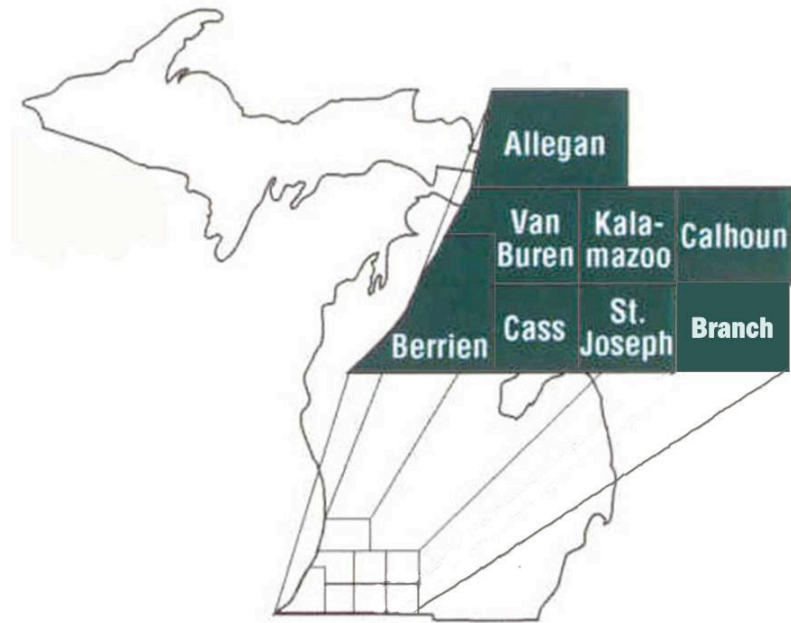 Allegan
Van
Buren
Kala-
mazoo
Calhoun
Berrien
Cass
St.
Joseph
Branch